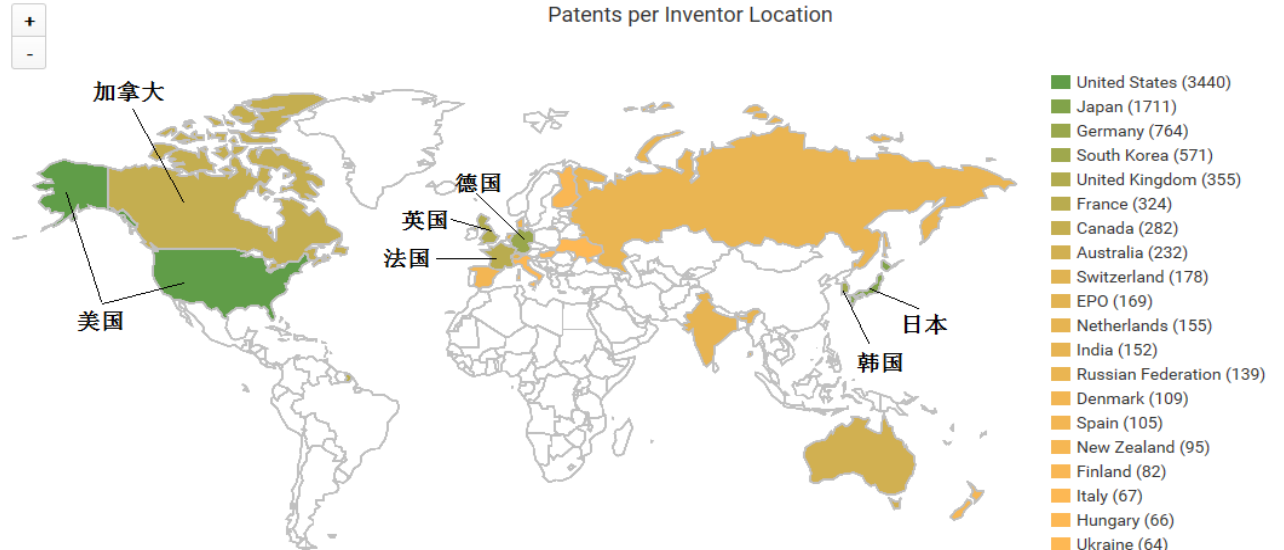 +
-
Patents per Inventor Location
加拿大
美国
德国
英国
法国
日本
韩国
United States (3440)
Japan (1711)
Germany (764)
South Korea (571)
United Kingdom (355)
France (324)
Canada (282)
Australia (232)
Switzerland (178)
EPO (169)
Netherlands (155)
India (152)
Russian Federation (139)
Denmark (109)
Spain (105)
New Zealand (95)
Finland (82)
Italy (67)
Hungary (66)
Ukraine (64)